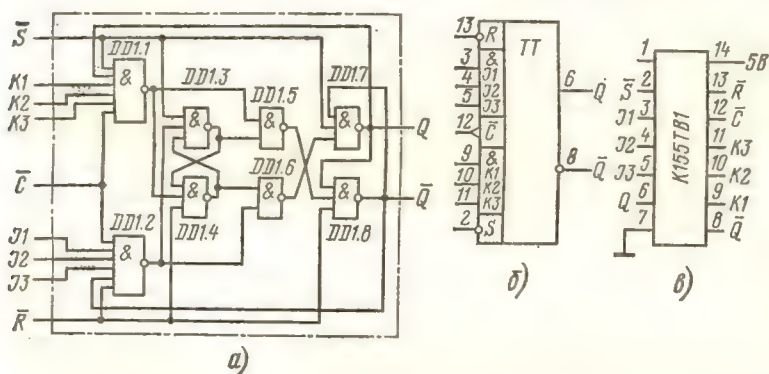 S̅
K1
K2
K3
C̅
J1
J2
J3
R̅
DD1.1
&
DD1.2
&
DD1.3
&
&
DD1.4
DD1.5
&
DD1.6
&
DD1.7
&
&
DD1.8
Q
Q̅
а)
13 R TT
3 &
4 J1
5 J2
J3
12 C̅
9 &
10 K1
11 K2
K3
2 S
6 Q
8 Q̅
б)
1
S̅ 2
J1 3
J2 4
J3 5
Q 6
7
К155ТВ1
14 5В
13 R̅
12 C̅
11 K3
10 K2
9 K1
8 Q̅
в)